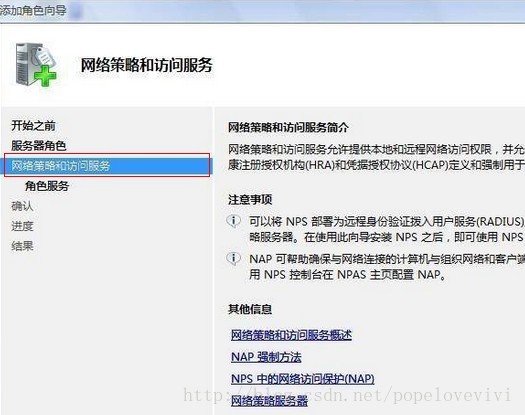 添加角色向导
网络策略和访问服务
开始之前
服务器角色
网络策略和访问服务
角色服务
确认
进度
结果
网络策略和访问服务简介
网络策略和访问服务允许提供本地和远程网络访问权限，并允
康注册授权机构(HRA)和凭据授权协议(HCAP)定义和强制用于
注意事项
可以将 NPS 部署为远程身份验证拨入用户服务(RADIUS)
略服务器。在使用此向导安装 NPS 之后，即可使用 NPS
NAP 可帮助确保与网络连接的计算机与组织网络和客户端
用 NPS 控制台在 NPAS 主页配置 NAP。
其他信息
网络策略和访问服务概述
NAP 强制方法
NPS 中的网络访问保护(NAP)
网络策略服务器
http://blog.csdn.net/popelovevivi